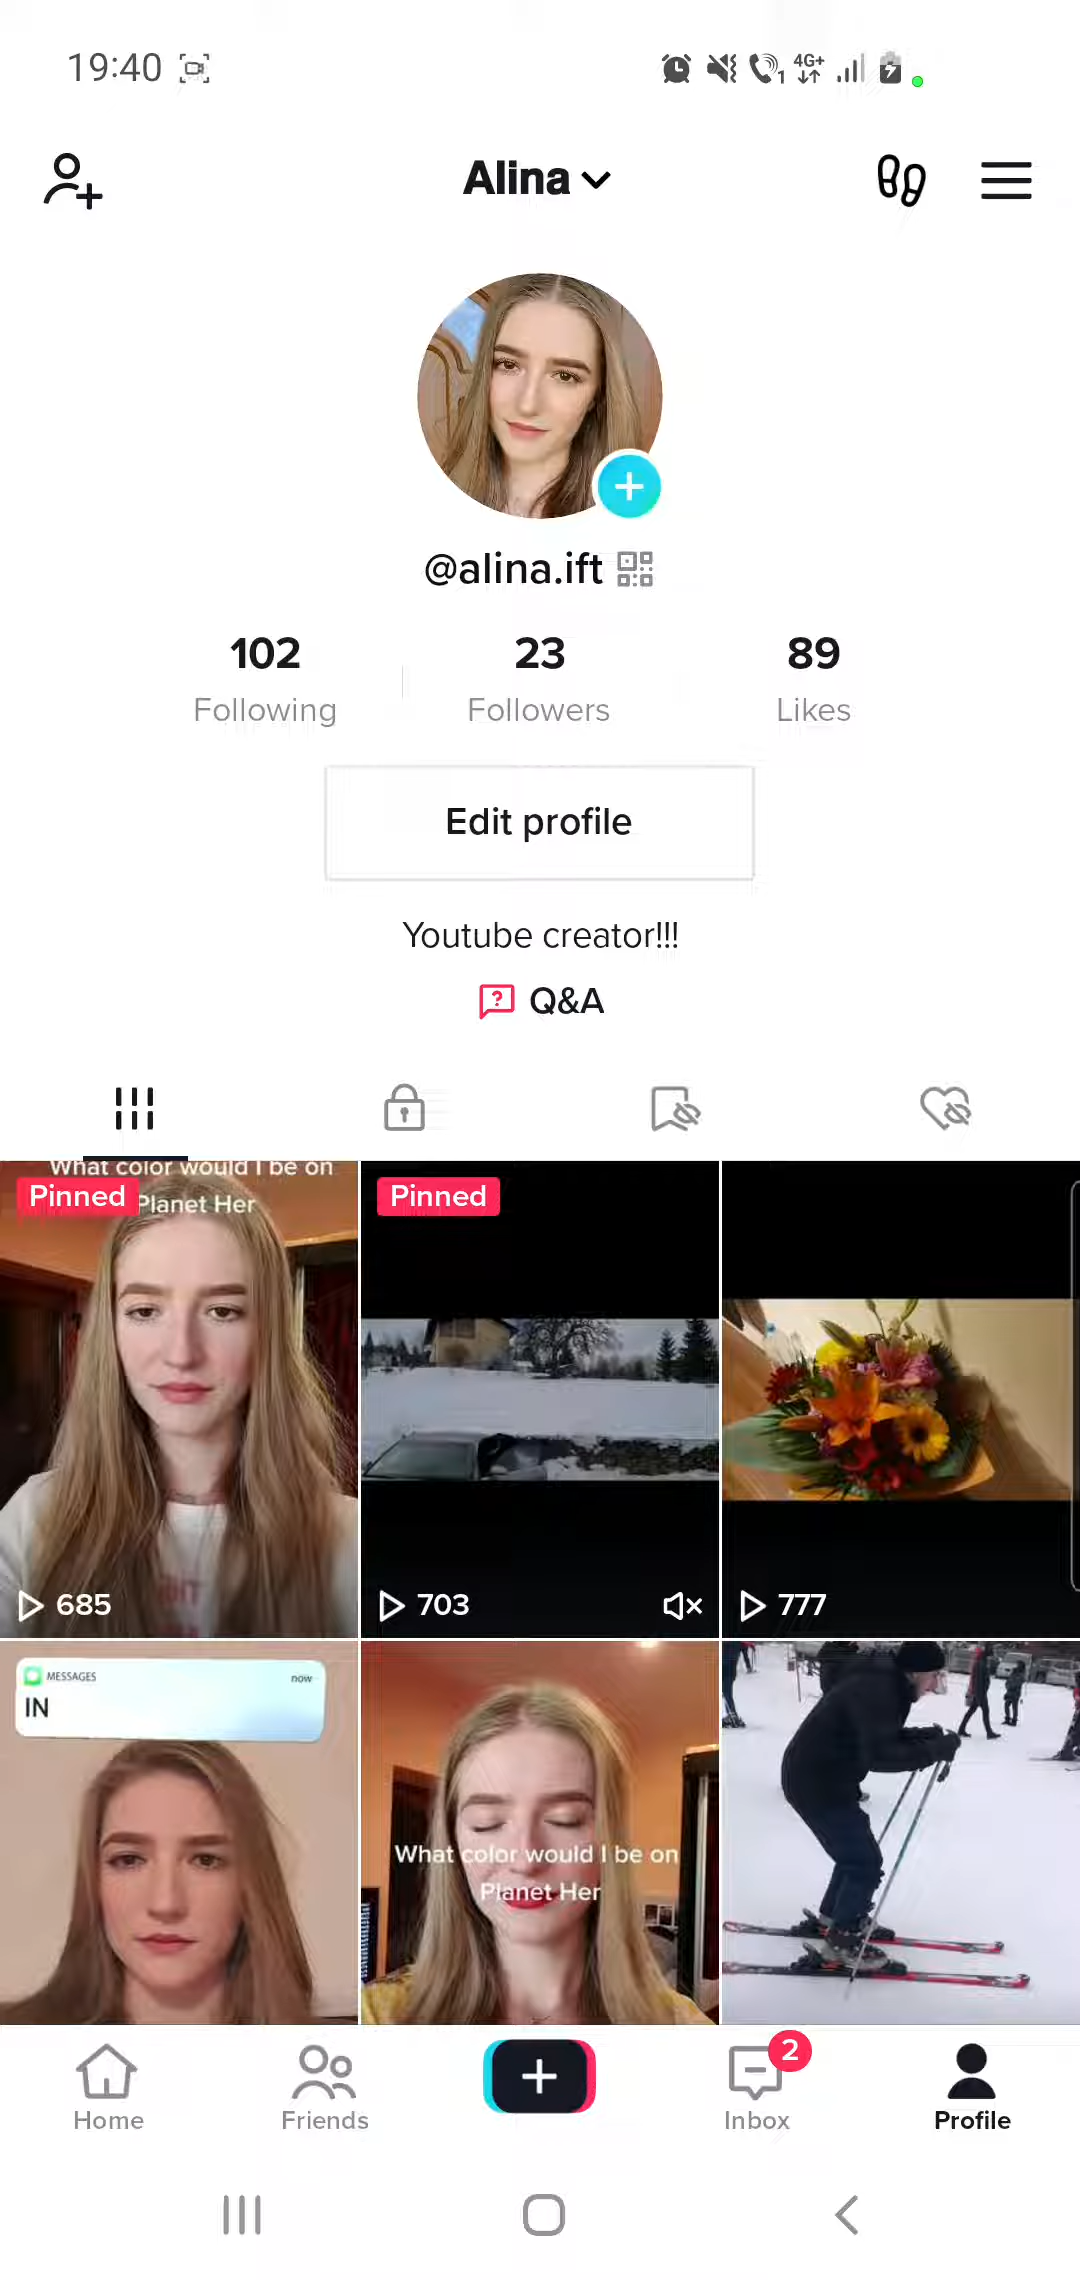 19:40
4G+
1
Alina
@alina.ift
102
23
89
Following
Followers
Likes
Edit profile
Youtube creator!!!
Q&A
What color would I be on
Pinned
Planet Her
Pinned
685
703
777
MESSAGES
now
IN
What color would I be on
Planet Her
Home
Friends
Inbox
2
Profile